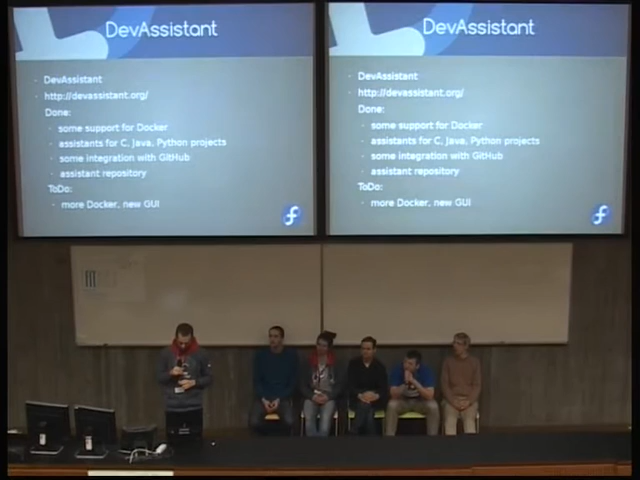 DevAssistant
DevAssistant
http://devassistant.org/
Done:
some support for Docker
assistants for C, Java, Python projects
some integration with GitHub
assistant repository
ToDo:
more Docker, new GUI
DevAssistant
DevAssistant
http://devassistant.org/
Done:
some support for Docker
assistants for C, Java, Python projects
some integration with GitHub
assistant repository
ToDo:
more Docker, new GUI